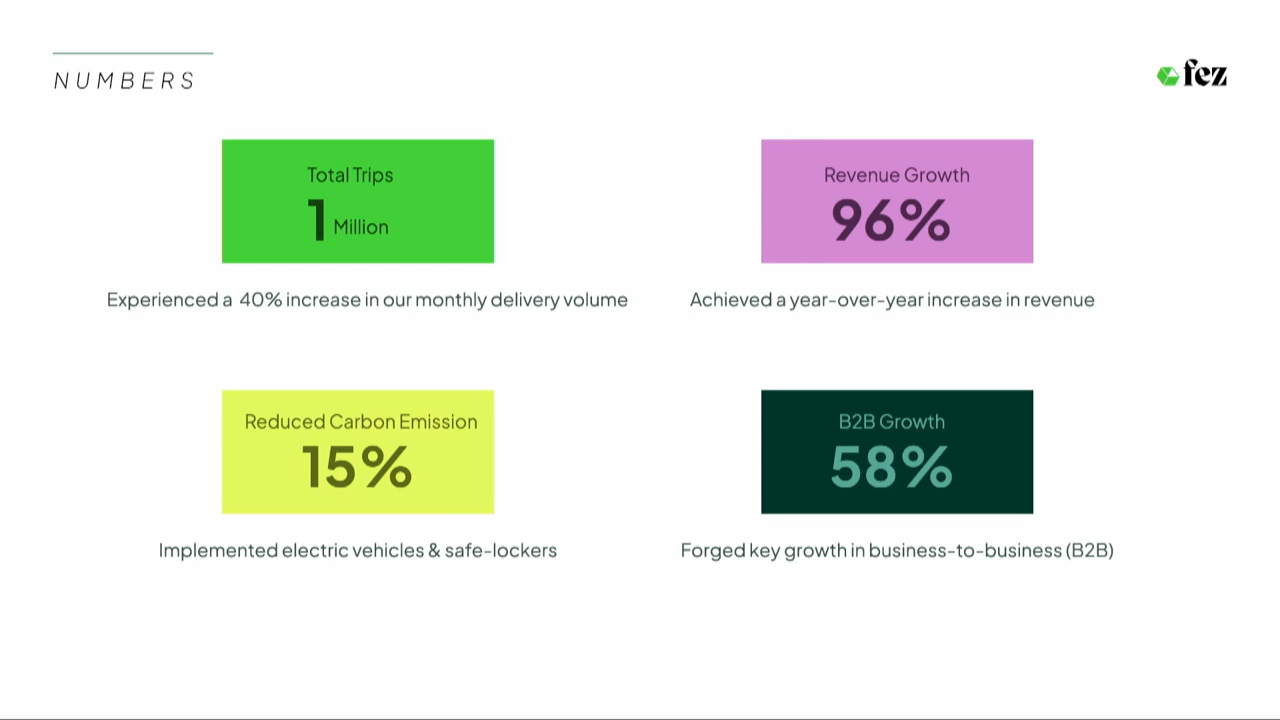 NUMBERS
fez
Total Trips
1 Million
Experienced a 40% increase in our monthly delivery volume
Revenue Growth
96%
Achieved a year-over-year increase in revenue
Reduced Carbon Emission
15%
Implemented electric vehicles & safe-lockers
B2B Growth
58%
Forged key growth in business-to-business (B2B)